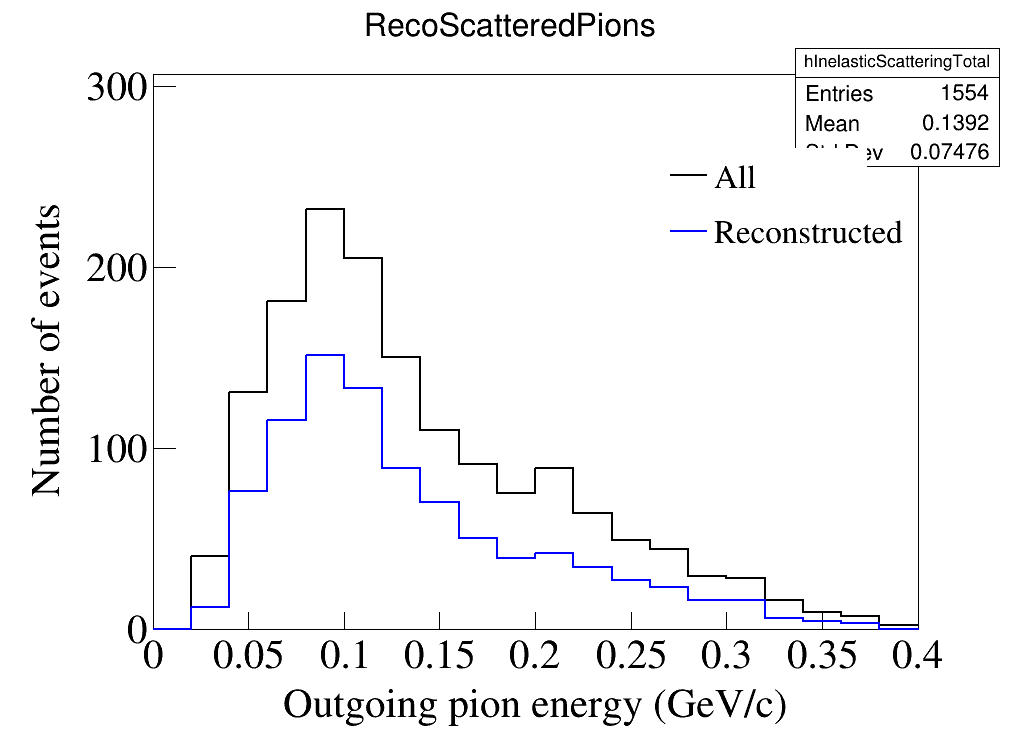 RecoScatteredPions
hInelasticScatteringTotal
Entries 1554
Mean 0.1392
0.07476
All
Reconstructed
Number of events
300
200
100
0
0 0.05 0.1 0.15 0.2 0.25 0.3 0.35 0.4
Outgoing pion energy (GeV/c)